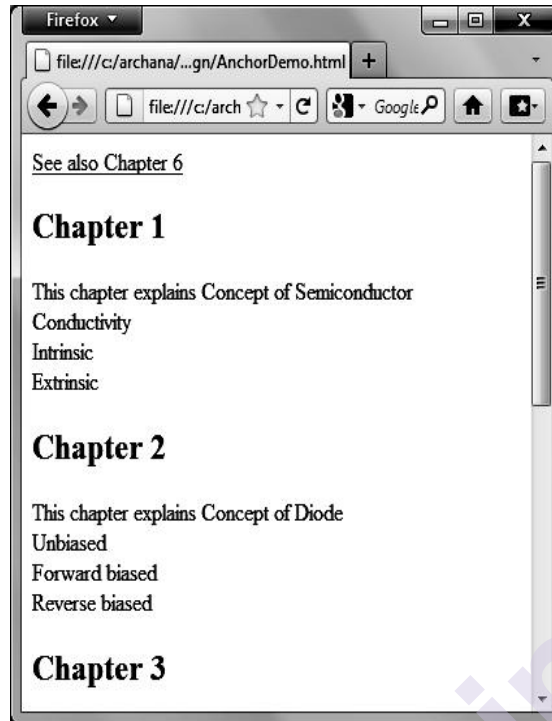 Firefox
file:///c:/archana/...gn/AnchorDemo.html
file:///c:/arch
Google
See also Chapter 6
Chapter 1
This chapter explains Concept of Semiconductor
Conductivity
Intrinsic
Extrinsic
Chapter 2
This chapter explains Concept of Diode
Unbiased
Forward biased
Reverse biased
Chapter 3